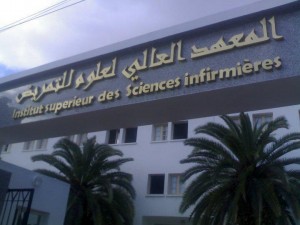 المعهد العالي لعلوم التمريض
Institut superieur des Sciences infirmières